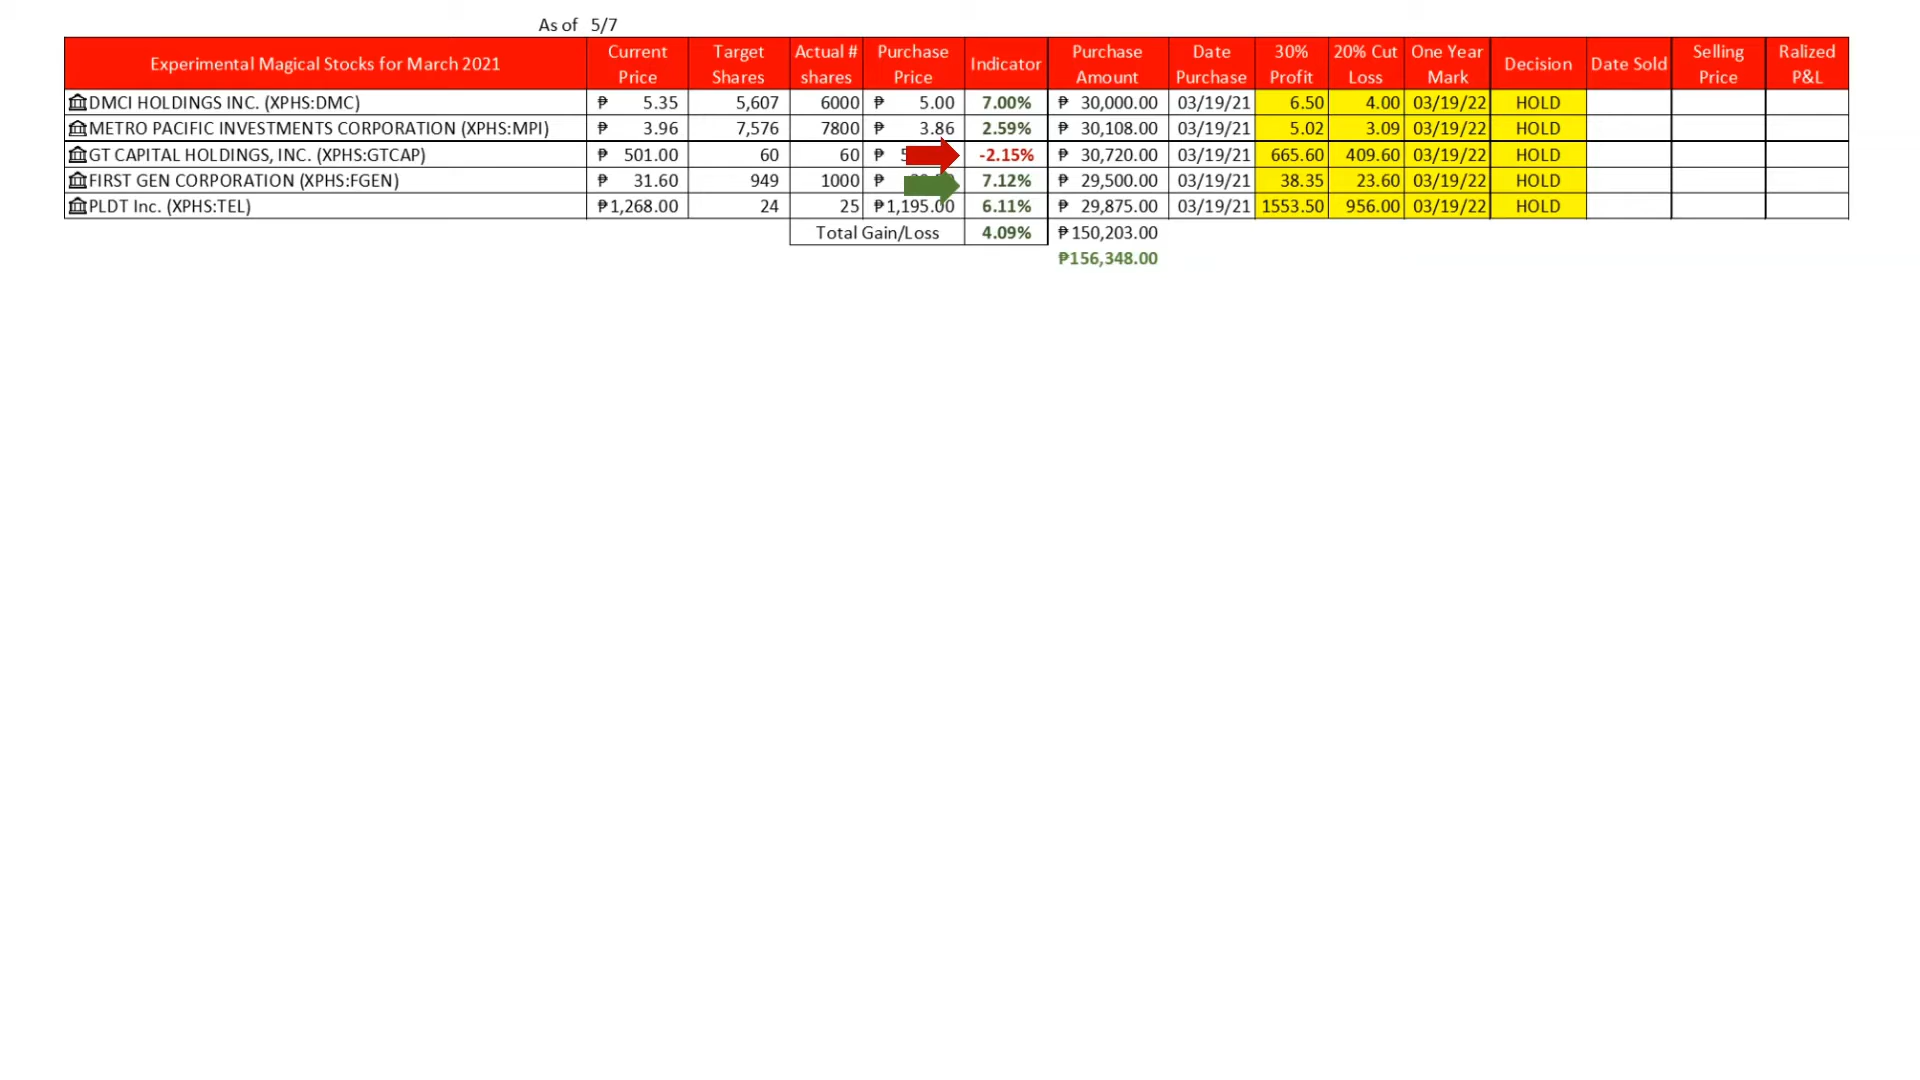 As of 5/7
Experimental Magical Stocks for March 2021 Current Price Target Shares Actual # shares Purchase Price Indicator Purchase Amount Date Purchase 30% Profit 20% Cut Loss One Year Mark Decision Date Sold Selling Price Ralized P&L
DMCI HOLDINGS INC. (XPHS:DMC) ₱ 5.35 5,607 6000 ₱ 5.00 7.00% ₱ 30,000.00 03/19/21 6.50 4.00 03/19/22 HOLD
METRO PACIFIC INVESTMENTS CORPORATION (XPHS:MPI) ₱ 3.96 7,576 7800 ₱ 3.86 2.59% ₱ 30,108.00 03/19/21 5.02 3.09 03/19/22 HOLD
GT CAPITAL HOLDINGS, INC. (XPHS:GTCAP) ₱ 501.00 60 60 ₱ -2.15% ₱ 30,720.00 03/19/21 665.60 409.60 03/19/22 HOLD
FIRST GEN CORPORATION (XPHS:FGEN) ₱ 31.60 949 1000 ₱ 7.12% ₱ 29,500.00 03/19/21 38.35 23.60 03/19/22 HOLD
PLDT Inc. (XPHS:TEL) ₱1,268.00 24 25 ₱1,195.00 6.11% ₱ 29,875.00 03/19/21 1553.50 956.00 03/19/22 HOLD
Total Gain/Loss 4.09% ₱150,203.00
₱156,348.00